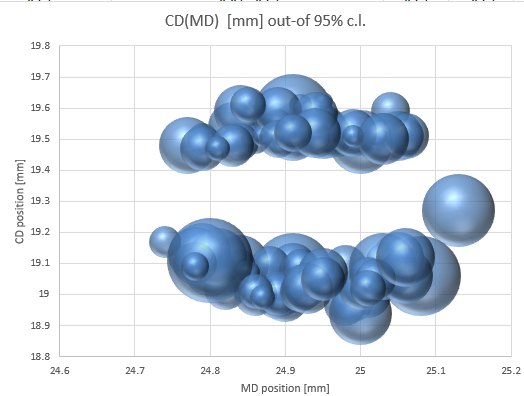 CD(MD)  [mm] out-of 95% c.l.
19.8
19.7
19.6
19.5
19.4
19.3
19.2
19.1
19
18.9
18.8
CD position [mm]
24.6 24.7 24.8 24.9 25 25.1 25.2
MD position [mm]